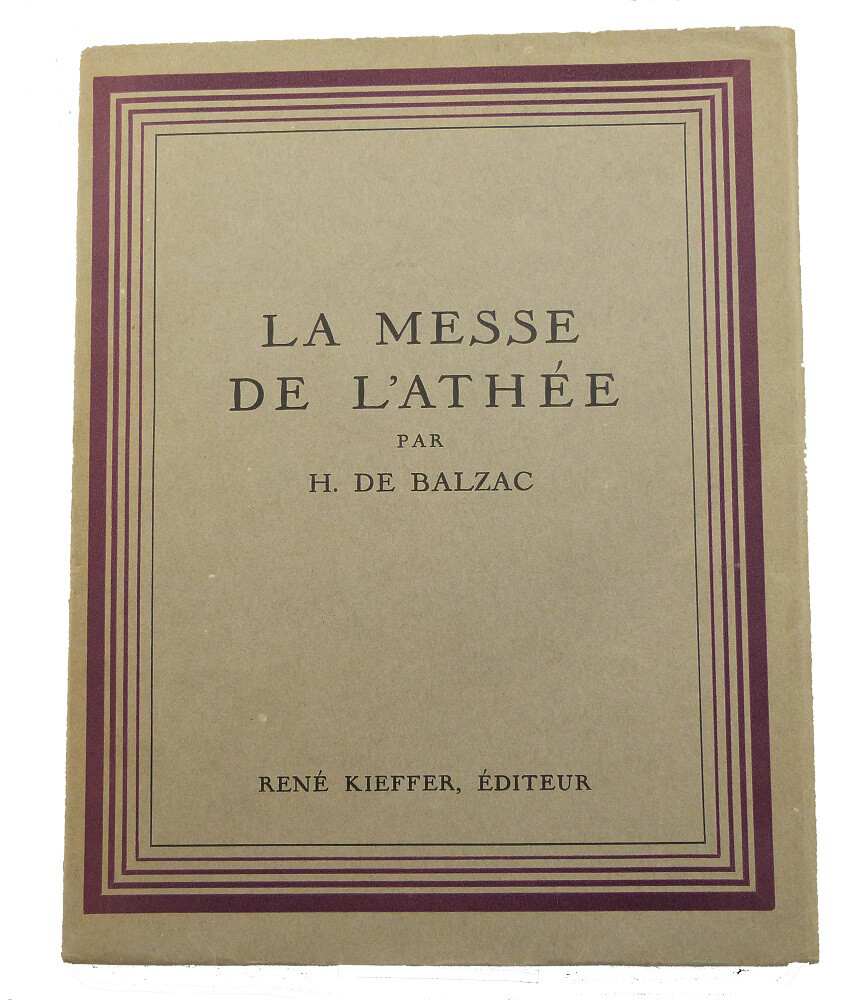 LA MESSE
DE L'ATHÉE
PAR
H. DE BALZAC
RENÉ KIEFFER, ÉDITEUR